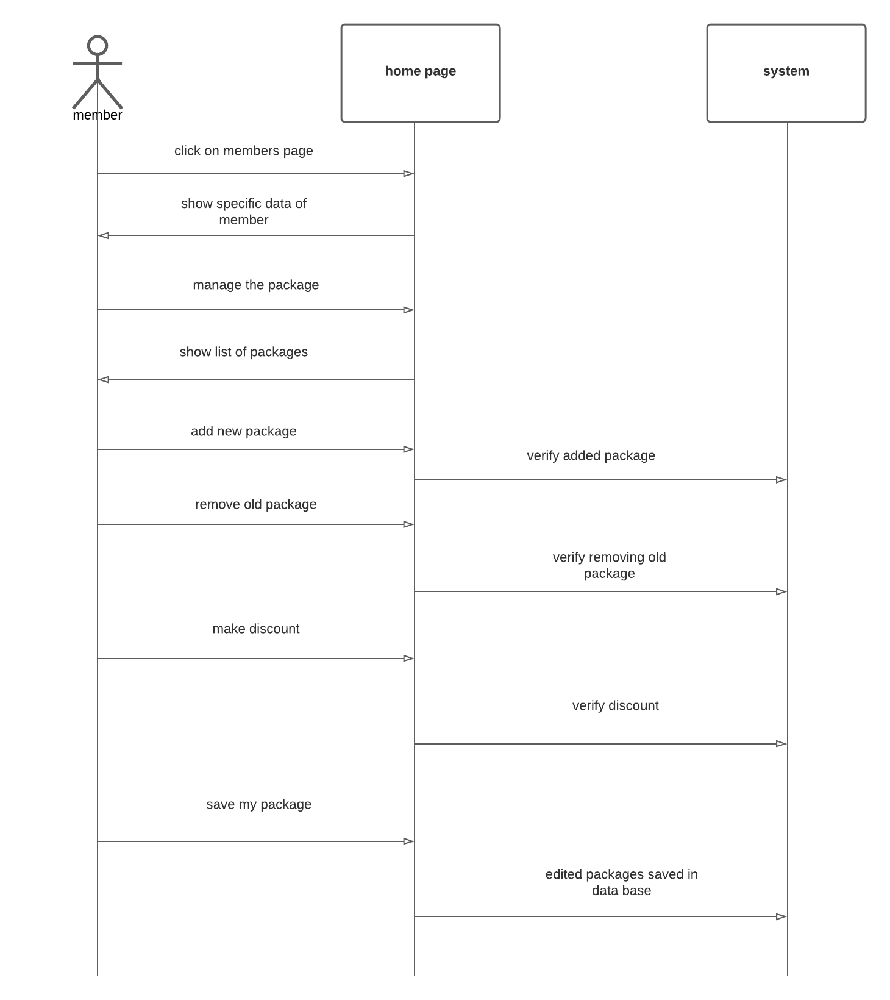 member
home page
system
click on members page
show specific data of
member
manage the package
show list of packages
add new package
verify added package
remove old package
verify removing old
package
make discount
verify discount
save my package
edited packages saved in
data base